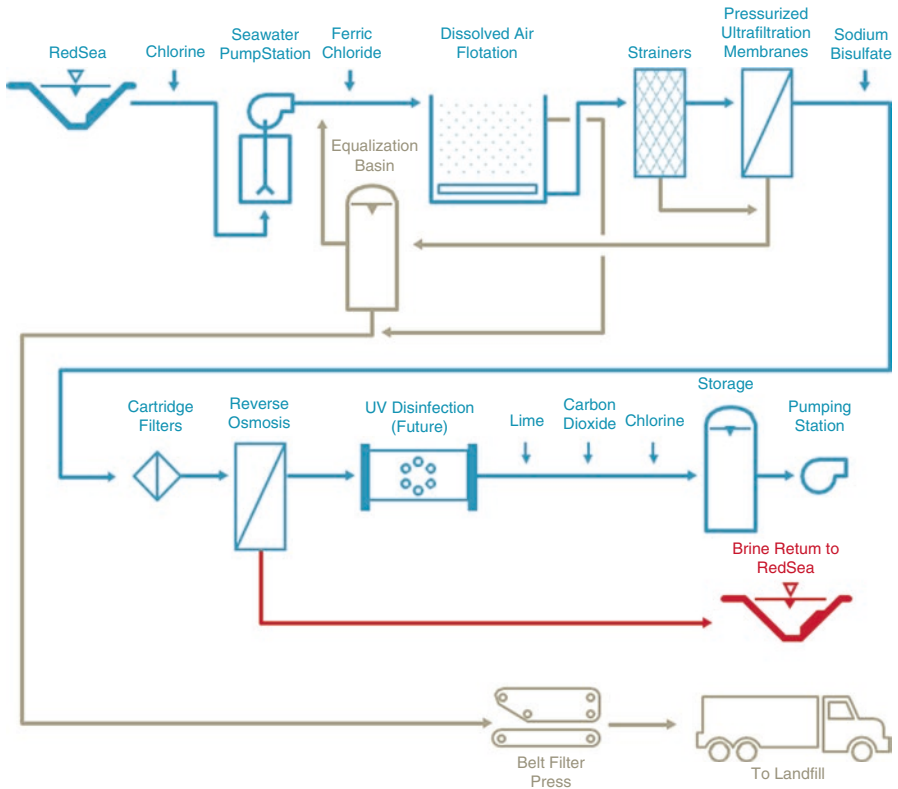 RedSea
Chlorine
Seawater
PumpStation
Ferric
Chloride
Dissolved Air
Flotation
Strainers
Pressurized
Ultrafiltration
Membranes
Sodium
Bisulfate
Equalization
Basin
Cartridge
Filters
Reverse
Osmosis
UV Disinfection
(Future)
Lime
Carbon
Dioxide
Chlorine
Storage
Pumping
Station
Brine Return to
RedSea
Belt Filter
Press
To Landfill